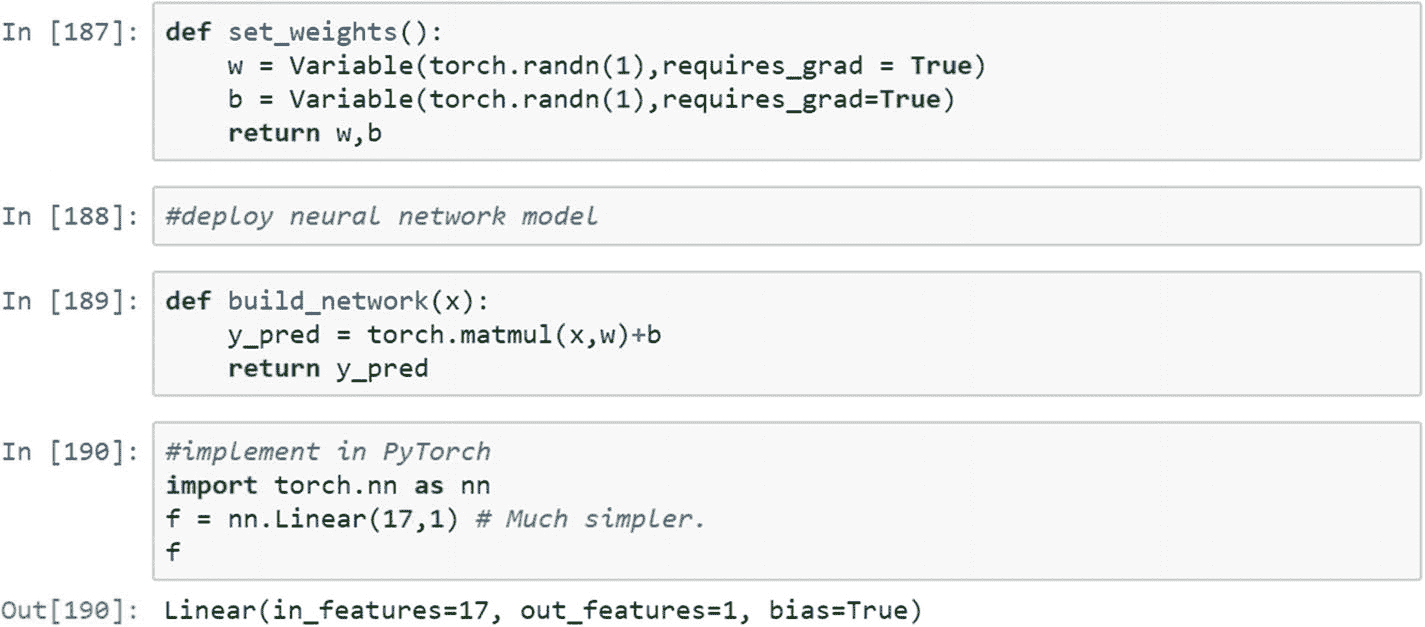 In [187]: def set_weights():
    w = Variable(torch.randn(1),requires_grad = True)
    b = Variable(torch.randn(1),requires_grad=True)
    return w,b
In [188]: #deploy neural network model
In [189]: def build_network(x):
    y_pred = torch.matmul(x,w)+b
    return y_pred
In [190]: #implement in PyTorch
import torch.nn as nn
f = nn.Linear(17,1) # Much simpler.
f
Out[190]: Linear(in_features=17, out_features=1, bias=True)